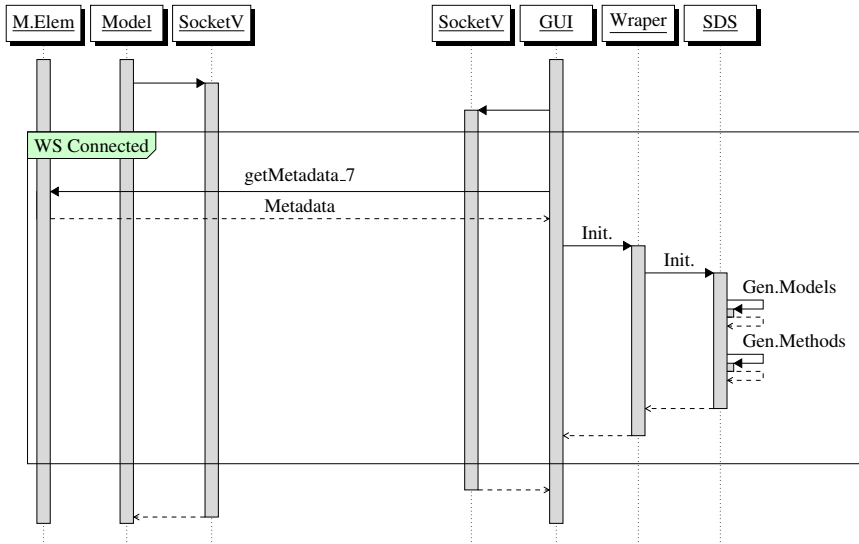 M.Elem
Model
SocketV
SocketV
GUI
Wraper
SDS
WS Connected
getMetadata_7
Metadata
Init.
Init.
Gen.Models
Gen.Methods